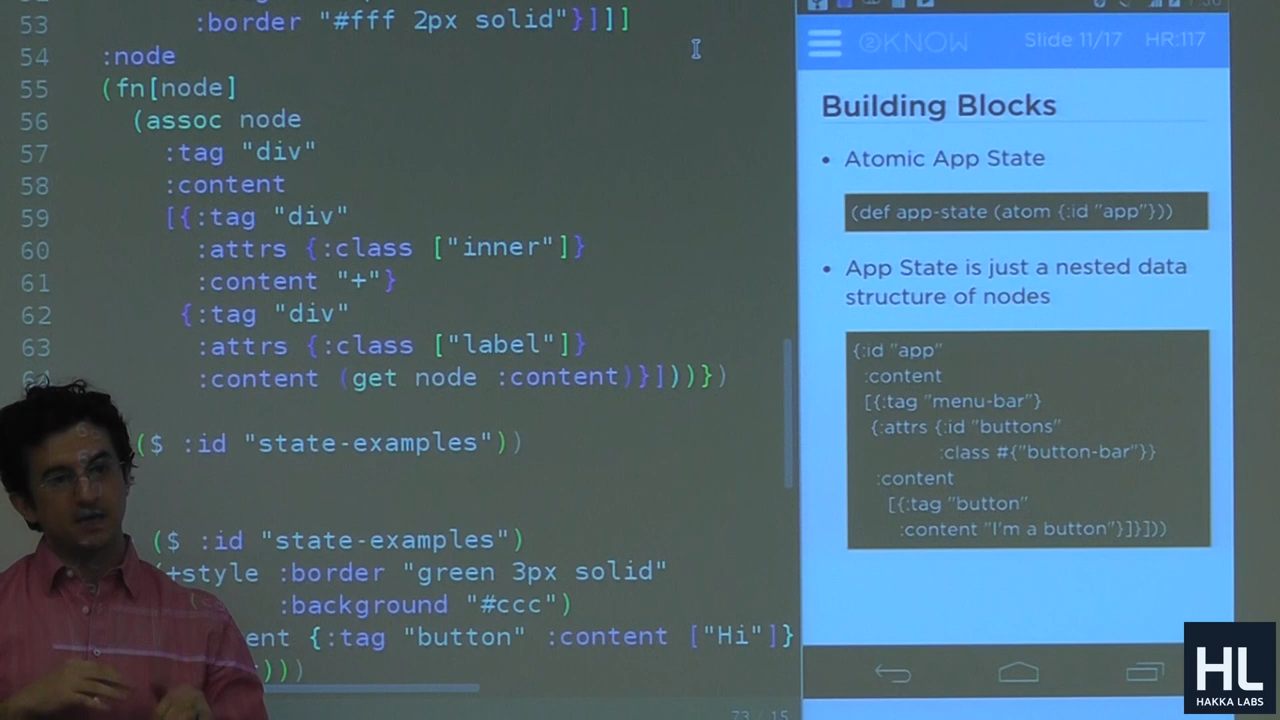 53 :border "#fff 2px solid"}]]]
54 :node
55 (fn[node]
56 (assoc node
57 :tag "div"
58 :content
59 [{:tag "div"
60 :attrs {:class ["inner"]}
61 :content "+"}
62 {:tag "div"
63 :attrs {:class ["label"]}
:content (get node :content)}]))})
($ :id "state-examples"))
($ :id "state-examples")
style :border "green 3px solid"
:background "#ccc")
{:tag "button" :content ["Hi"]}
)))
73 / 15
KNOW Slide 11/17 HR:117
Building Blocks
• Atomic App State
(def app-state (atom {:id "app"}))
• App State is just a nested data
structure of nodes
{:id "app"
:content
[{:tag "menu-bar"}
{:attrs {:id "buttons"
:class #{"button-bar"}}
:content
[{:tag "button"
:content "I'm a button"}]}]))
HL
HAKKA LABS